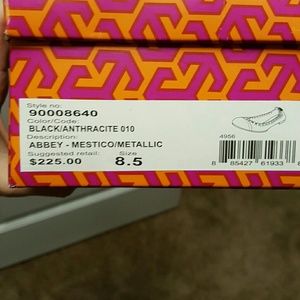 Style no:
90008640
Color/Code:
BLACK/ANTHRACITE 010
Description:
ABBEY - MESTICO/METALLIC
Suggested retail: Size
$225.00 8.5
4956
8 85427 61933 8